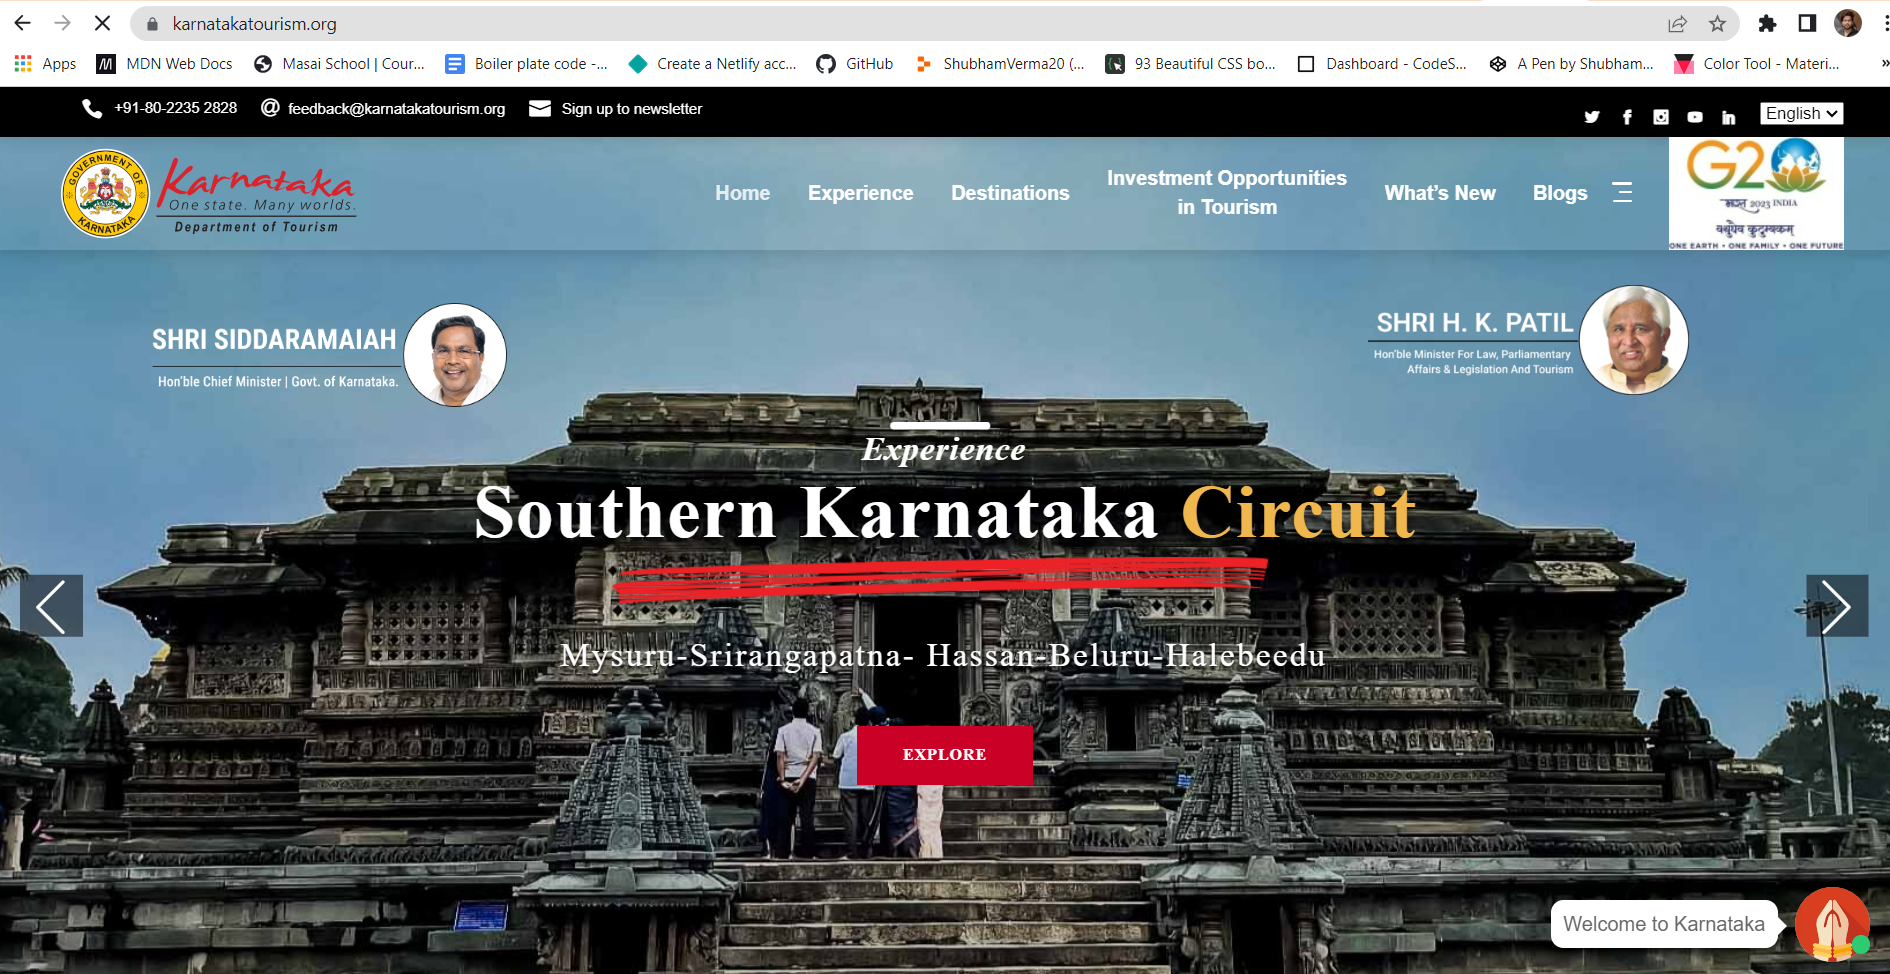 karnatakatourism.org
Apps
MDN Web Docs
Masai School | Cour...
Boiler plate code -...
Create a Netlify acc...
GitHub
ShubhamVerma20 (...
93 Beautiful CSS bo...
Dashboard - CodeS...
A Pen by Shubham...
Color Tool - Materi...
»
+91-80-2235 2828
feedback@karnatakatourism.org
Sign up to newsletter
English
GOVERNMENT OF
KARNATAKA
Karnataka
One state. Many worlds.
Department of Tourism
Home
Experience
Destinations
Investment Opportunities
in Tourism
What's New
Blogs
G20
भारत 2023 INDIA
वसुधैव कुटुम्बकम्
ONE EARTH • ONE FAMILY • ONE FUTURE
SHRI SIDDARAMAIAH
Hon'ble Chief Minister | Govt. of Karnataka.
SHRI H. K. PATIL
Hon'ble Minister For Law, Parliamentary
Affairs & Legislation And Tourism
Experience
Southern Karnataka Circuit
Mysuru-Srirangapatna- Hassan-Beluru-Halebeedu
EXPLORE
Welcome to Karnataka